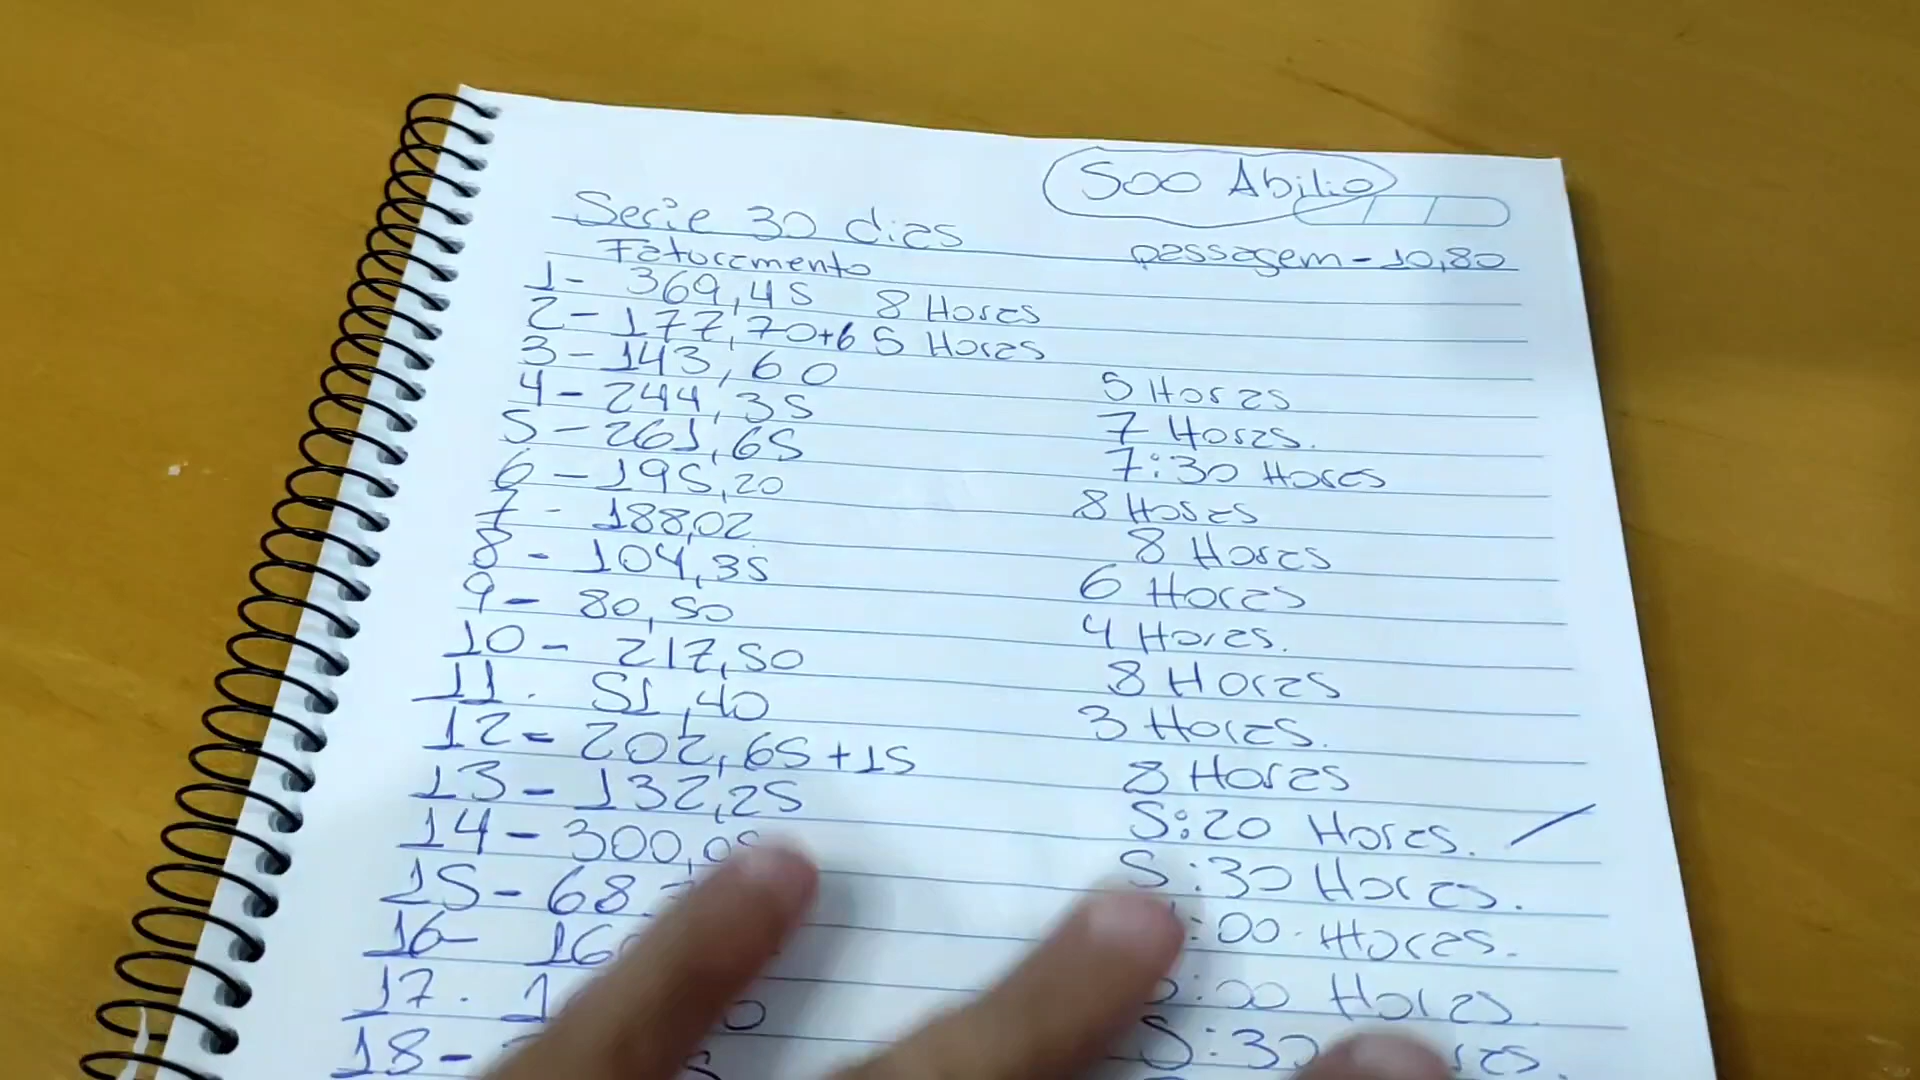 500 Abilio
Serie 30 dias
Faturamento passagem - 10,80
1- 369,45 8 Horas
2- 177,70+6 5 Horas
3- 143,60 5 Horas
4- 244,35 7 Horas.
5- 261,65 7:30 Horas
6- 195,20 8 Horas
7- 188,02 8 Horas
8- 104,35 6 Horas
9- 80,50 4 Horas.
10- 217,50 8 Horas
11. 51,40 3 Horas.
12- 202,65+15 8 Horas
13- 132,25 5:20 Horas.
14- 300,05 5:30 Horas.
15- 68 :00 Horas.
16- :00 Horas
17. 5:30
18-